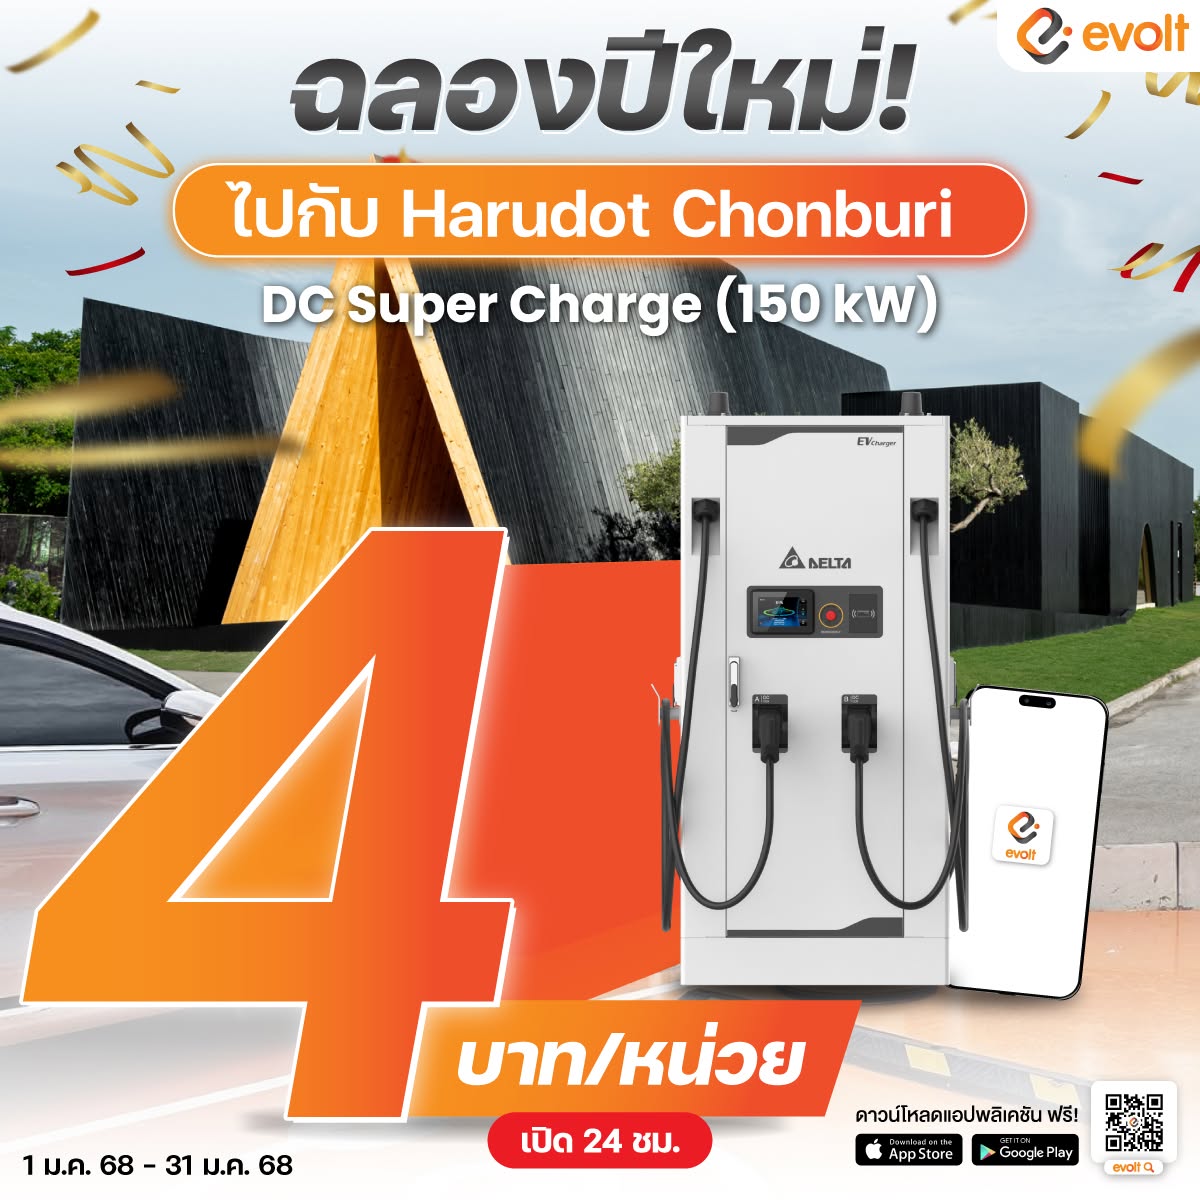 evolt
ฉลองปีใหม่!
ไปกับ Harudot Chonburi
DC Super Charge (150 kW)
EVCharger
DELTA
A DC
B DC
evolt
4
บาท/หน่วย
เปิด 24 ชม.
1 ม.ค. 68 - 31 ม.ค. 68
ดาวน์โหลดแอปพลิเคชัน ฟรี!
Download on the
App Store
GET IT ON
Google Play
evolt